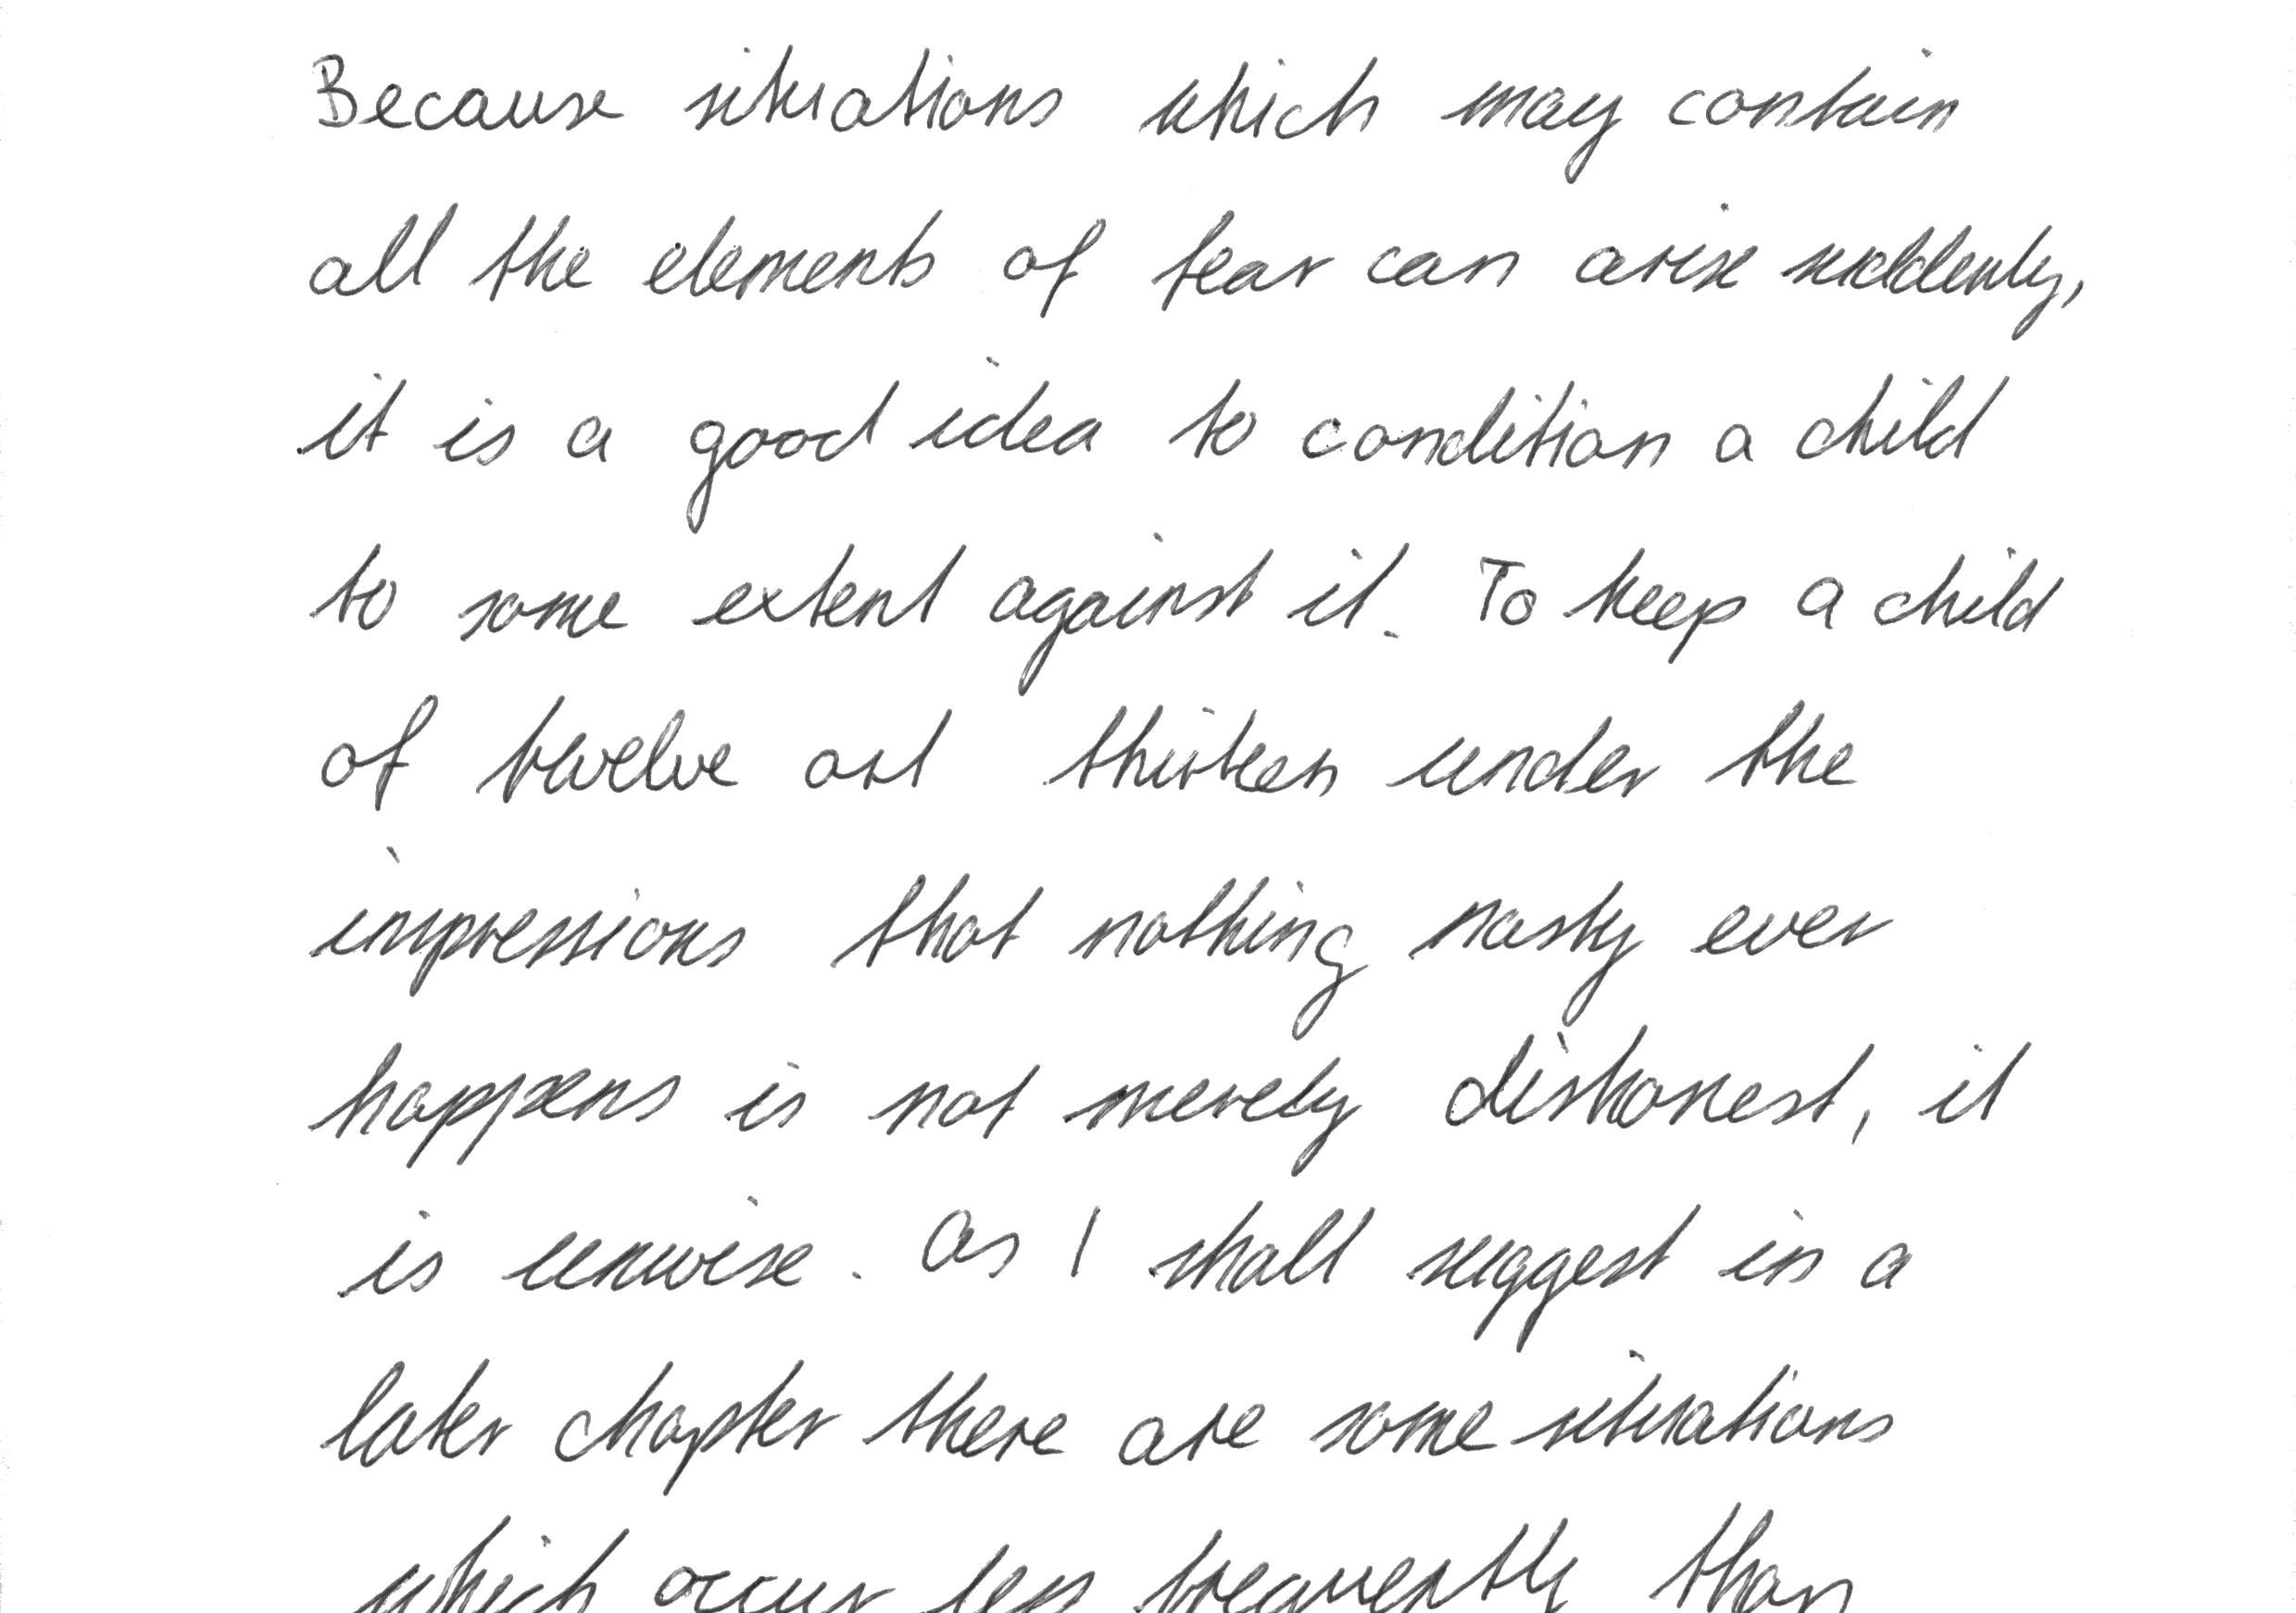 Because situations which may contain
all the elements of fear can arise suddenly,
it is a good idea to condition a child
to some extent against it. To keep a child
of twelve ort thirteen under the
impressions that nothing nasty ever
happens is not merely dishonest, it
is unwise. As I shall suggest in a
later chapter there are some situations
which occur less frequently than